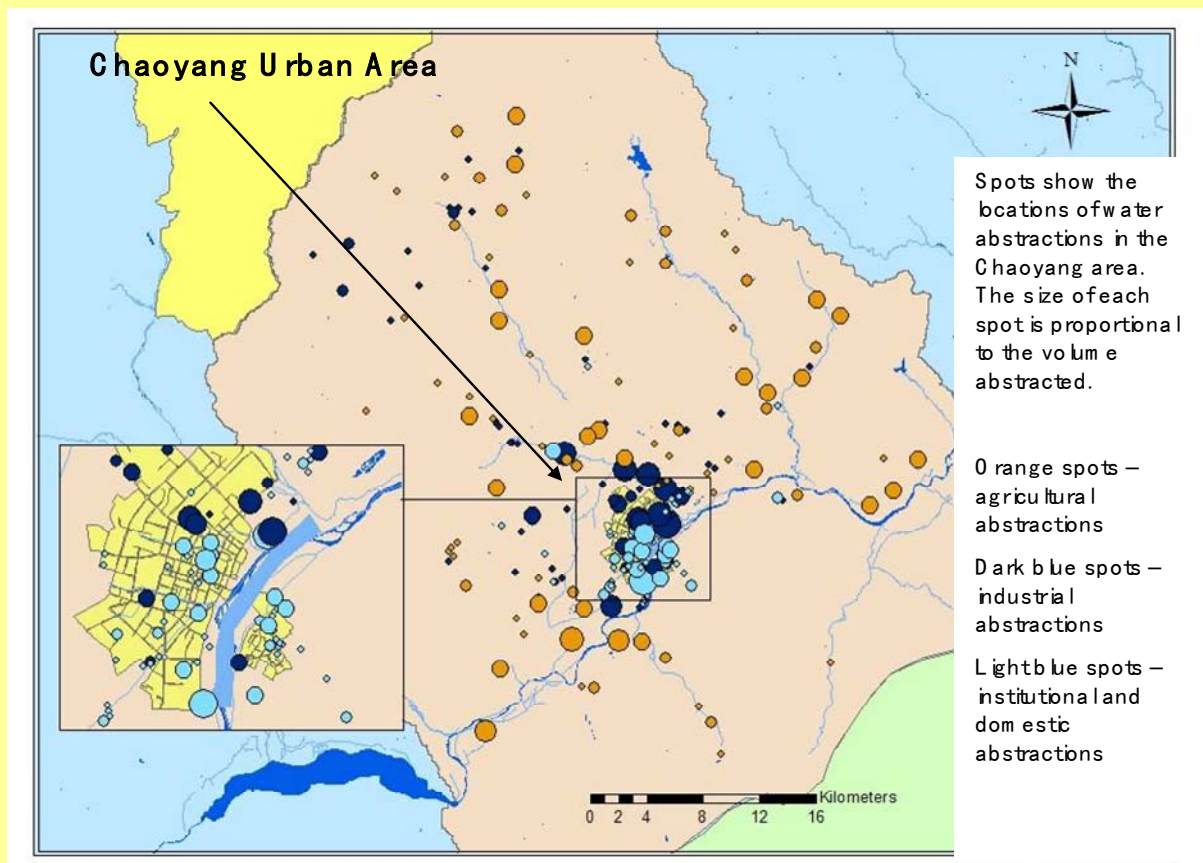 Chaoyang Urban Area
N
Spots show the
locations of water
abstractions in the
Chaoyang area.
The size of each
spot is proportional
to the volume
abstracted.
Orange spots –
agricultural
abstractions
Dark blue spots –
industrial
abstractions
Light blue spots –
institutional and
domestic
abstractions
Kilometers
0 2 4 8 12 16